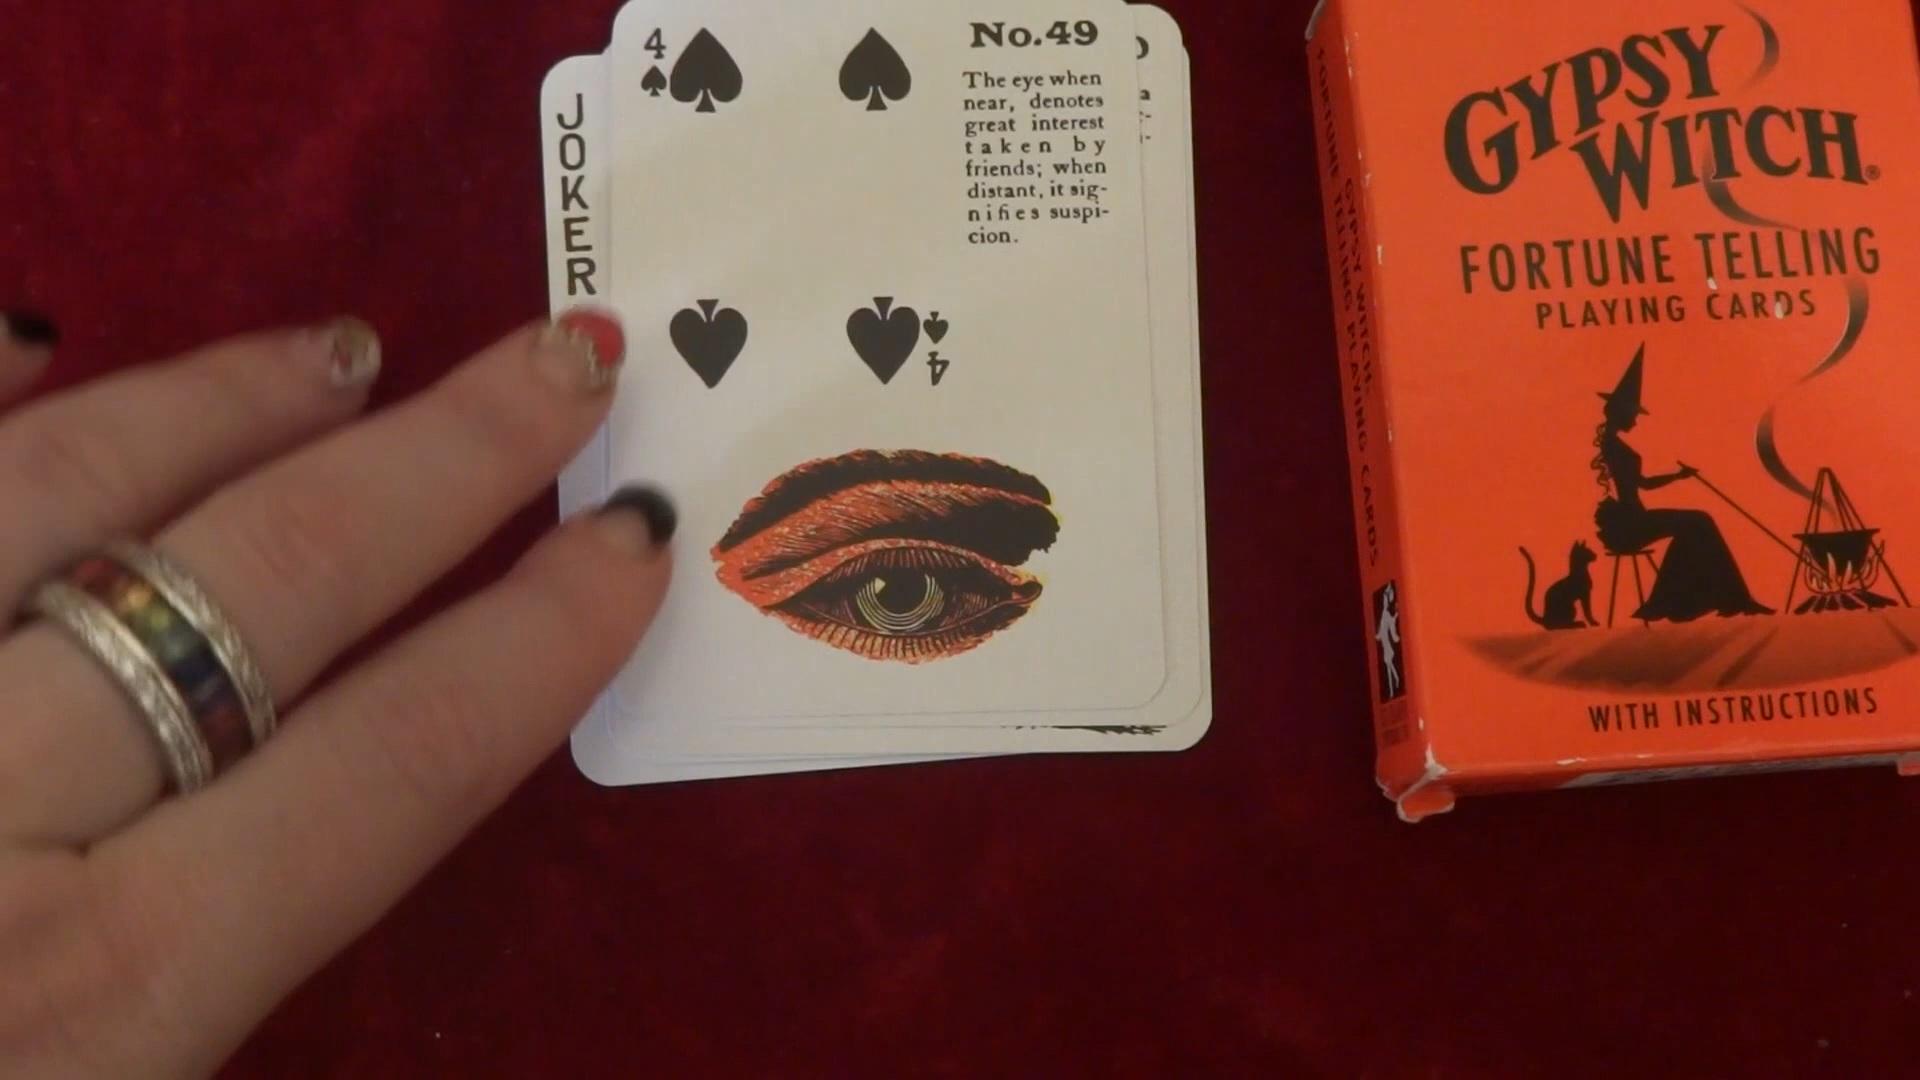 JOKER
4
No.49
The eye when
near, denotes
great interest
taken by
friends; when
distant, it sig-
nifies suspi-
cion.
4
GYPSY
WITCH®
FORTUNE TELLING
PLAYING CARDS
WITH INSTRUCTIONS
GYPSY WITCH®
FORTUNE TELLING PLAYING CARDS